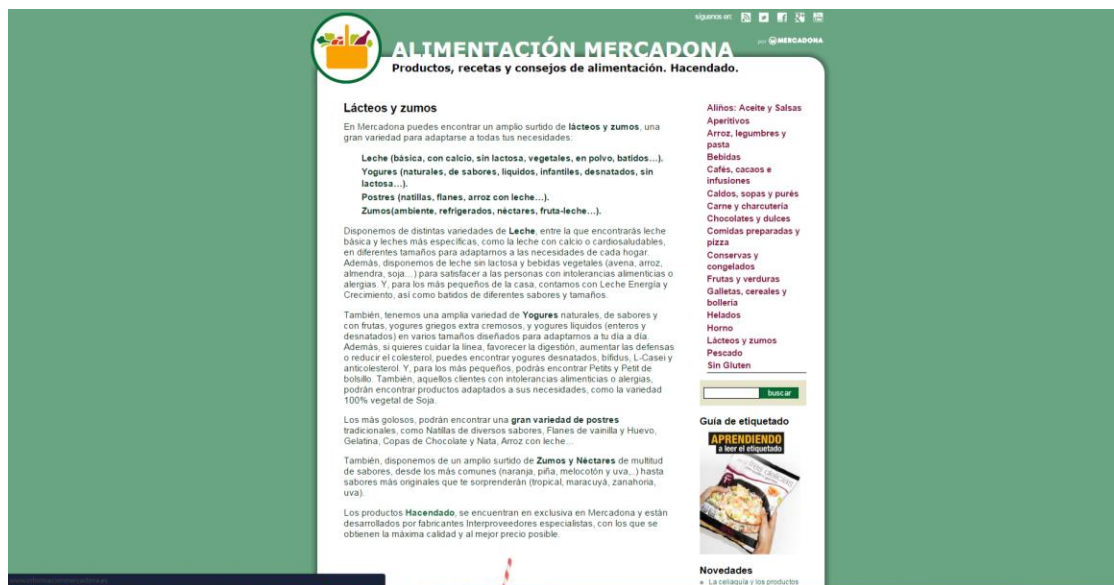 síguenos en:
por MERCADONA
ALIMENTACIÓN MERCADONA
Productos, recetas y consejos de alimentación. Hacendado.
Lácteos y zumos
En Mercadona puedes encontrar un amplio surtido de lácteos y zumos, una
gran variedad para adaptarse a todas tus necesidades:
Leche (básica, con calcio, sin lactosa, vegetales, en polvo, batidos...).
Yogures (naturales, de sabores, líquidos, infantiles, desnatados, sin
lactosa...).
Postres (natillas, flanes, arroz con leche...).
Zumos(ambiente, refrigerados, néctares, fruta-leche...).
Disponemos de distintas variedades de Leche, entre la que encontrarás leche
básica y leches más específicas, como la leche con calcio o cardiosaludables,
en diferentes tamaños para adaptarnos a las necesidades de cada hogar.
Además, disponemos de leche sin lactosa y bebidas vegetales (avena, arroz,
almendra, soja...) para satisfacer a las personas con intolerancias alimenticias o
alergias. Y, para los más pequeños de la casa, contamos con Leche Energía y
Crecimiento, así como batidos de diferentes sabores y tamaños.
También, tenemos una amplia variedad de Yogures naturales, de sabores y
con frutas, yogures griegos extra cremosos, y yogures líquidos (enteros y
desnatados) en varios tamaños diseñados para adaptarnos a tu día a día.
Además, si quieres cuidar la línea, favorecer la digestión, aumentar las defensas
o reducir el colesterol, puedes encontrar yogures desnatados, bífidus, L-Casei y
anticolesterol. Y, para los más pequeños, podrás encontrar Petits y Petit de
bolsillo. También, aquellos clientes con intolerancias alimenticias o alergias,
podrán encontrar productos adaptados a sus necesidades, como la variedad
100% vegetal de Soja.
Los más golosos, podrán encontrar una gran variedad de postres
tradicionales, como Natillas de diversos sabores, Flanes de vainilla y Huevo,
Gelatina, Copas de Chocolate y Nata, Arroz con leche...
También, disponemos de un amplio surtido de Zumos y Néctares de multitud
de sabores, desde los más comunes (naranja, piña, melocotón y uva,..) hasta
sabores más originales que te sorprenderán (tropical, maracuyá, zanahoria,
uva).
Los productos Hacendado, se encuentran en exclusiva en Mercadona y están
desarrollados por fabricantes Interproveedores especialistas, con los que se
obtienen la máxima calidad y al mejor precio posible.
Aliños: Aceite y Salsas
Aperitivos
Arroz, legumbres y
pasta
Bebidas
Cafés, cacaos e
infusiones
Caldos, sopas y purés
Carne y charcutería
Chocolates y dulces
Comidas preparadas y
pizza
Conservas y
congelados
Frutas y verduras
Galletas, cereales y
bollería
Helados
Horno
Lácteos y zumos
Pescado
Sin Gluten
buscar
Guía de etiquetado
APRENDIENDO
a leer el etiquetado
Novedades
La celiaquía y los productos